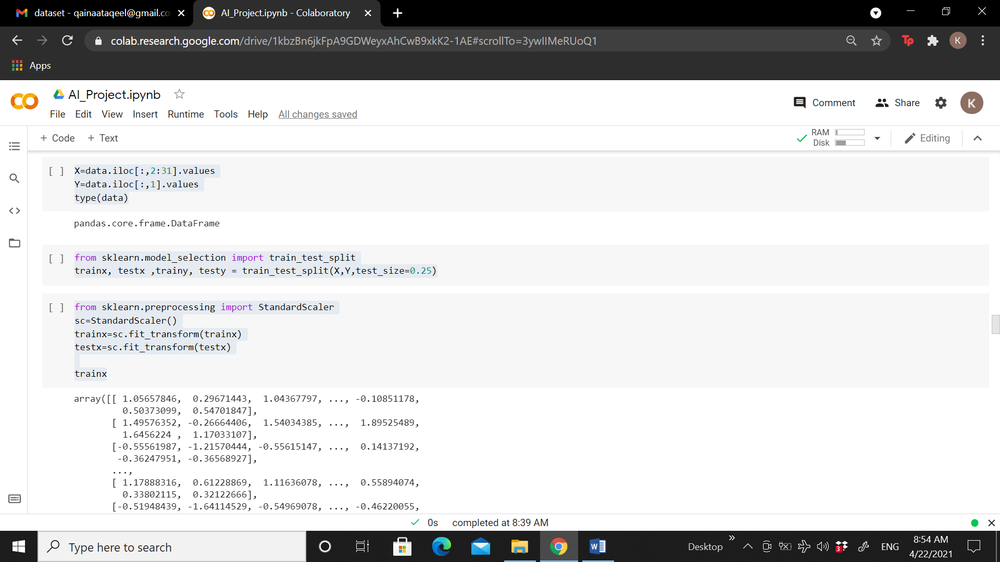 dataset - qainaataqeel@gmail.co
AI_Project.ipynb - Colaboratory
colab.research.google.com/drive/1kbzBn6jkFpA9GDWeyxAhCwB9xkK2-1AE#scrollTo=3ywIIMeRUoQ1
Tp
K
Apps
AI_Project.ipynb
File Edit View Insert Runtime Tools Help All changes saved
Comment
Share
K
+ Code + Text
RAM
Disk
Editing
[ ] X=data.iloc[:,2:31].values
Y=data.iloc[:,1].values
type(data)
pandas.core.frame.DataFrame
[ ] from sklearn.model_selection import train_test_split
trainx, testx ,trainy, testy = train_test_split(X,Y,test_size=0.25)
[ ] from sklearn.preprocessing import StandardScaler
sc=StandardScaler()
trainx=sc.fit_transform(trainx)
testx=sc.fit_transform(testx)
trainx
array([[ 1.05657846,  0.29671443,  1.04367797, ..., -0.10851178,
0.50373099,  0.54701847],
[ 1.49576352, -0.26664406,  1.54034385, ...,  1.89525489,
1.6456224 ,  1.17033107],
[-0.55561987, -1.21570444, -0.55615147, ...,  0.14137192,
-0.36247951, -0.36568927],
...,
[ 1.17888316,  0.61228869,  1.11636078, ...,  0.55894074,
0.33802115,  0.32122666],
[-0.51948439, -1.64114529, -0.54969078, ..., -0.46220055,
0s completed at 8:39 AM
Type here to search
Desktop
3
ENG
8:54 AM
4/22/2021